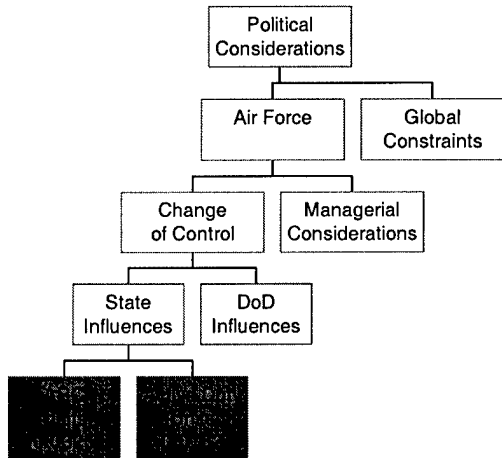 Political
Considerations
Air Force
Global
Constraints
Change
of Control
Managerial
Considerations
State
Influences
DoD
Influences